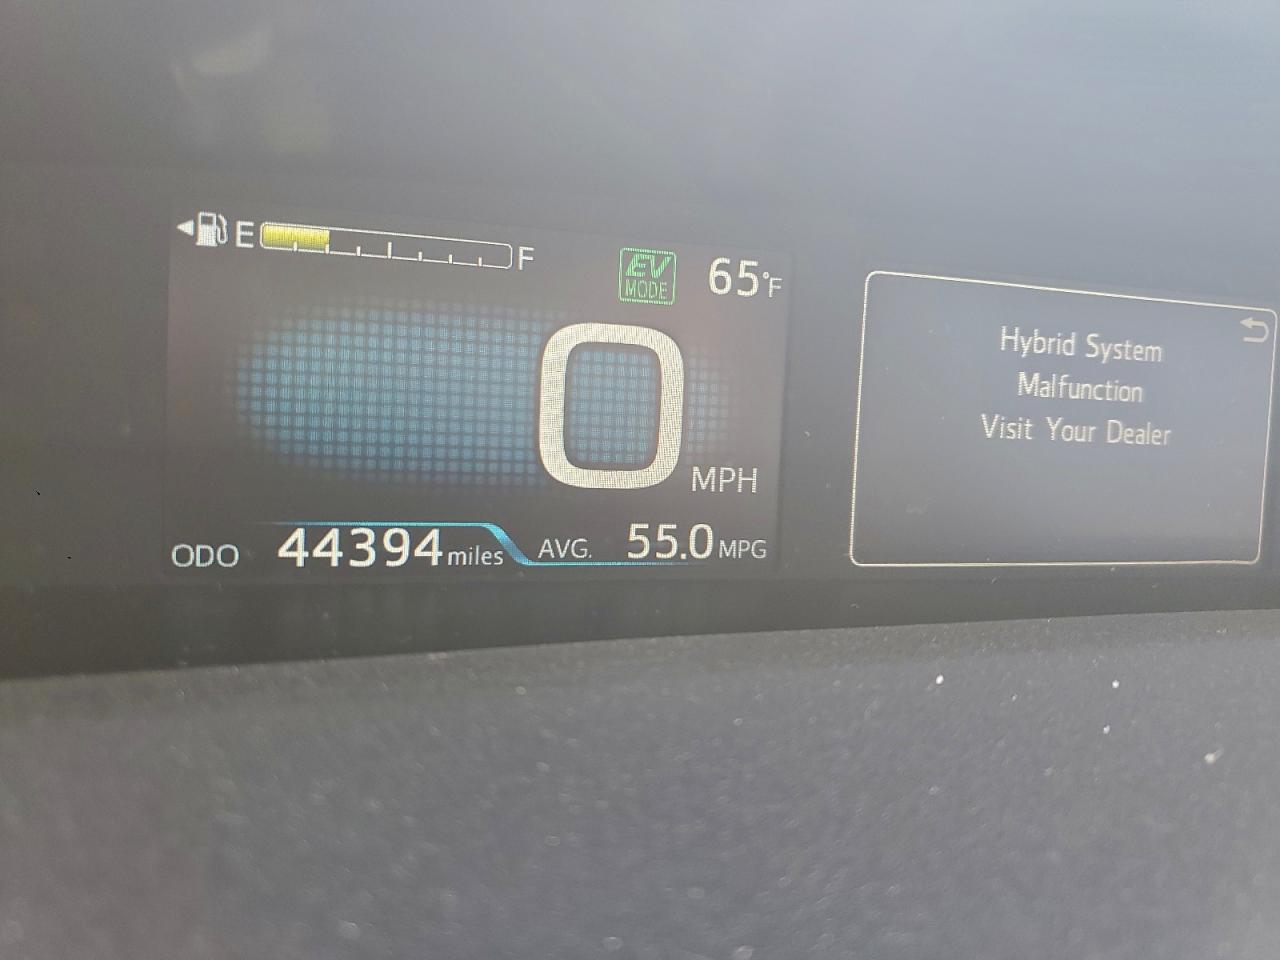 E F
EV
MODE
65°F
0 MPH
ODO 44394 miles
AVG. 55.0 MPG
Hybrid System
Malfunction
Visit Your Dealer